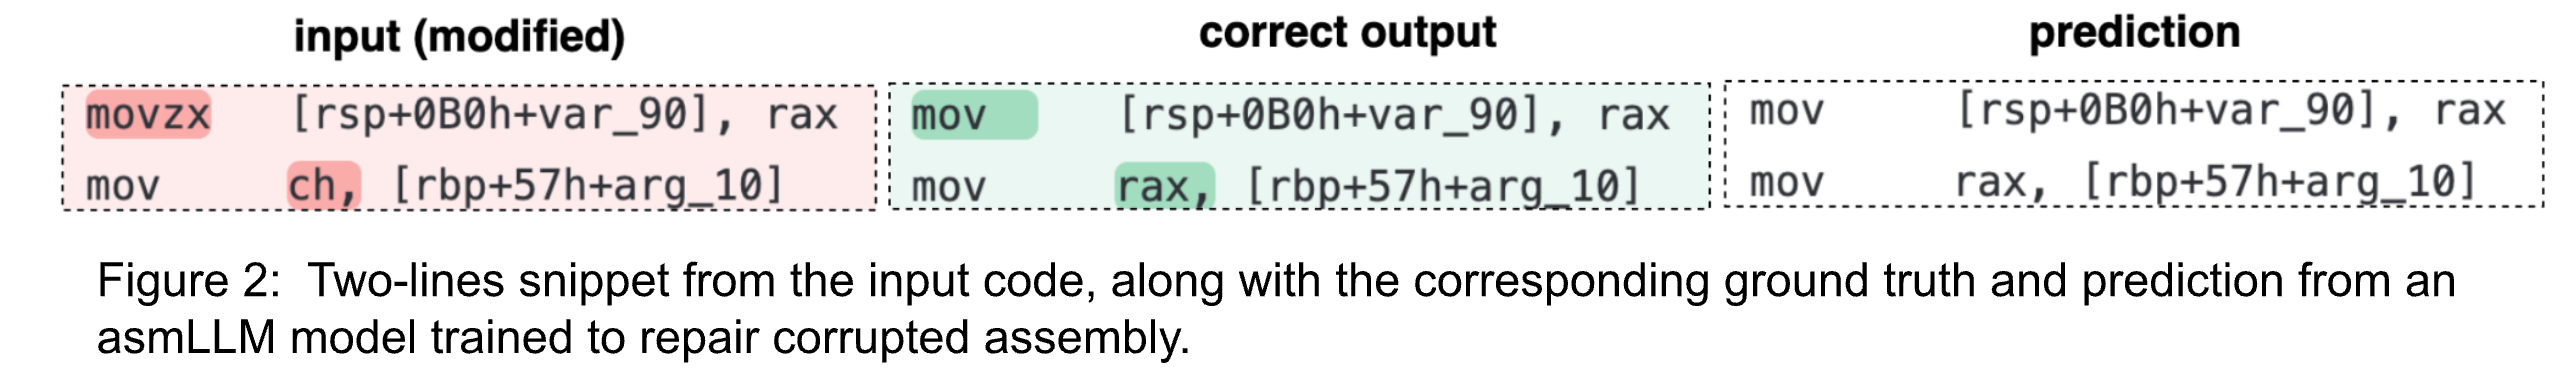 input (modified)
movzx [rsp+0B0h+var_90], rax
mov ch, [rbp+57h+arg_10]
correct output
mov [rsp+0B0h+var_90], rax
mov rax, [rbp+57h+arg_10]
prediction
mov [rsp+0B0h+var_90], rax
mov rax, [rbp+57h+arg_10]
Figure 2: Two-lines snippet from the input code, along with the corresponding ground truth and prediction from an
asmLLM model trained to repair corrupted assembly.